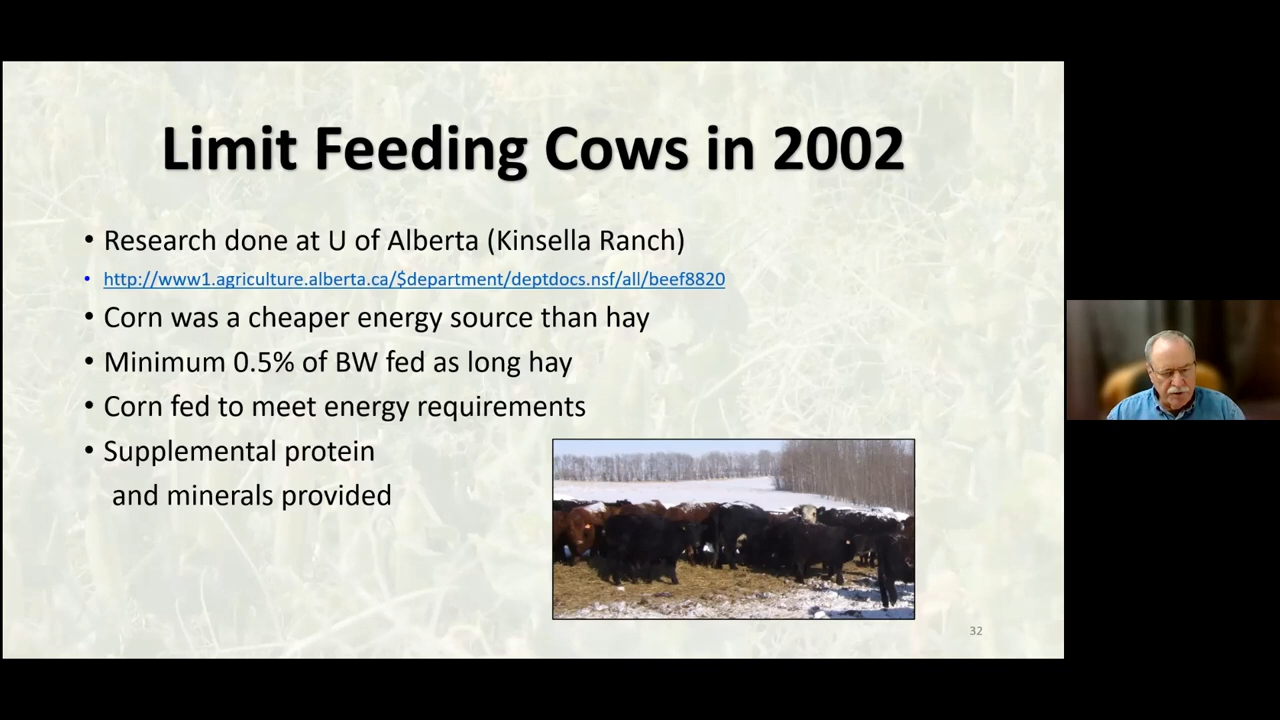 Limit Feeding Cows in 2002
• Research done at U of Alberta (Kinsella Ranch)
• http://www1.agriculture.alberta.ca/$department/deptdocs.nsf/all/beef8820
• Corn was a cheaper energy source than hay
• Minimum 0.5% of BW fed as long hay
• Corn fed to meet energy requirements
• Supplemental protein
and minerals provided
32